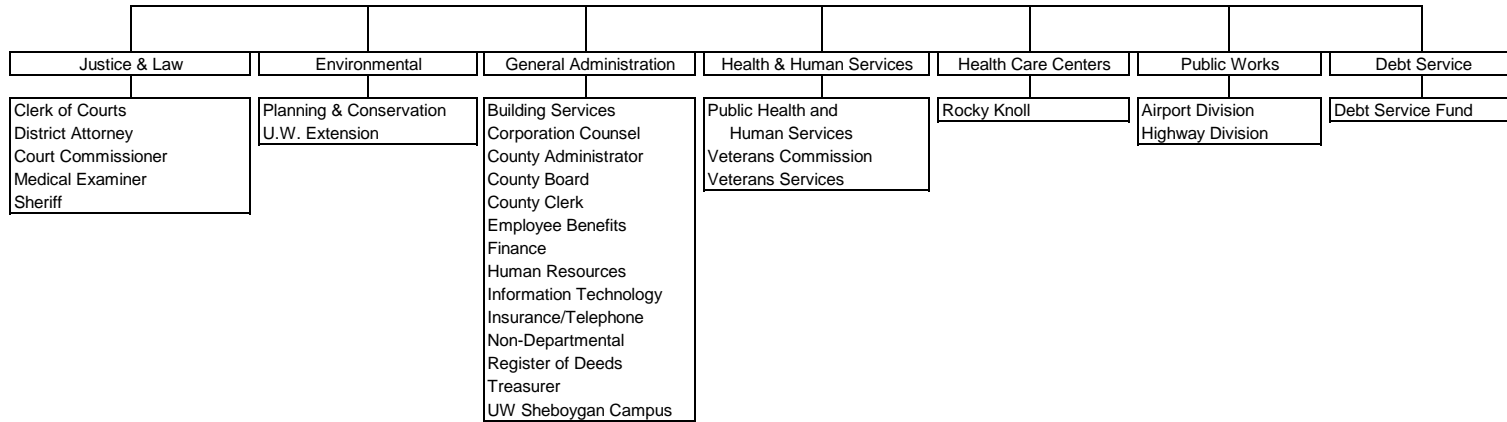 Justice & Law
Environmental
General Administration
Health & Human Services
Health Care Centers
Public Works
Debt Service
Clerk of Courts
District Attorney
Court Commissioner
Medical Examiner
Sheriff
Planning & Conservation
U.W. Extension
Building Services
Corporation Counsel
County Administrator
County Board
County Clerk
Employee Benefits
Finance
Human Resources
Information Technology
Insurance/Telephone
Non-Departmental
Register of Deeds
Treasurer
UW Sheboygan Campus
Public Health and
Human Services
Veterans Commission
Veterans Services
Rocky Knoll
Airport Division
Highway Division
Debt Service Fund